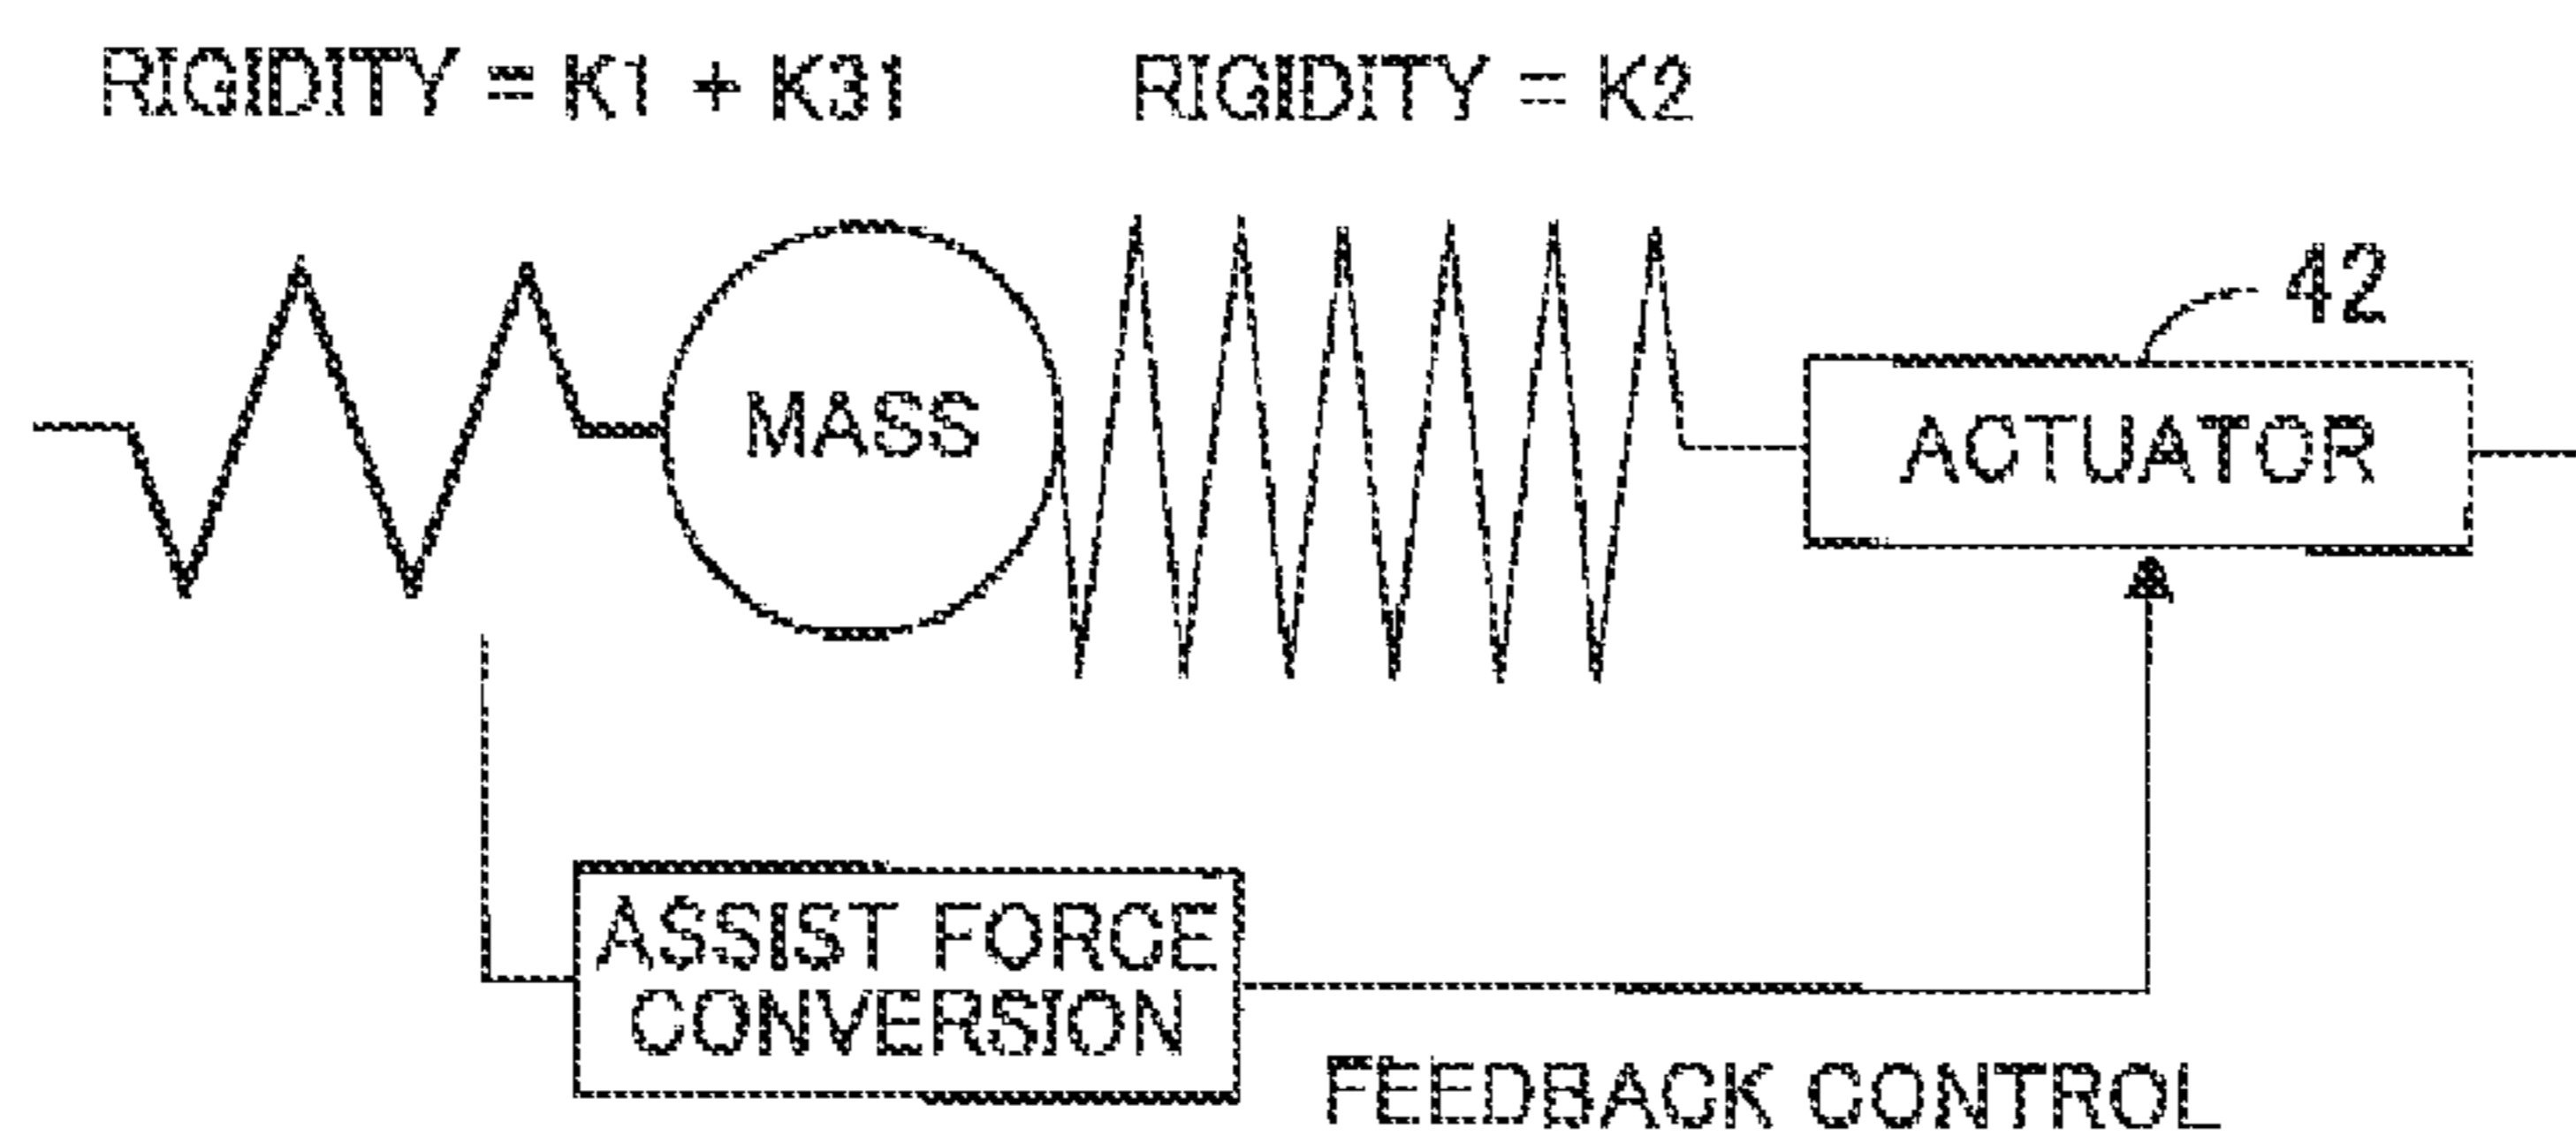 RIGIDITY = K1 + K31
RIGIDITY = K2
42
MASS
ACTUATOR
ASSIST FORCE
CONVERSION
FEEDBACK CONTROL